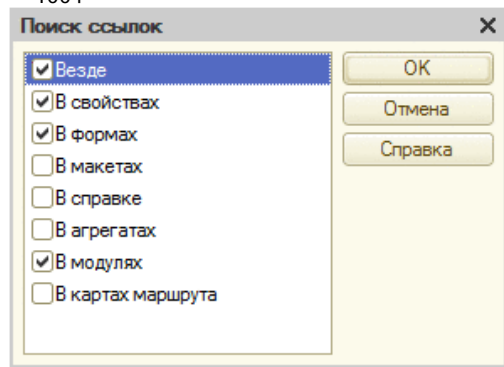 Поиск ссылок
Везде
В свойствах
В формах
В макетах
В справке
В агрегатах
В модулях
В картах маршрута
OK
Отмена
Справка